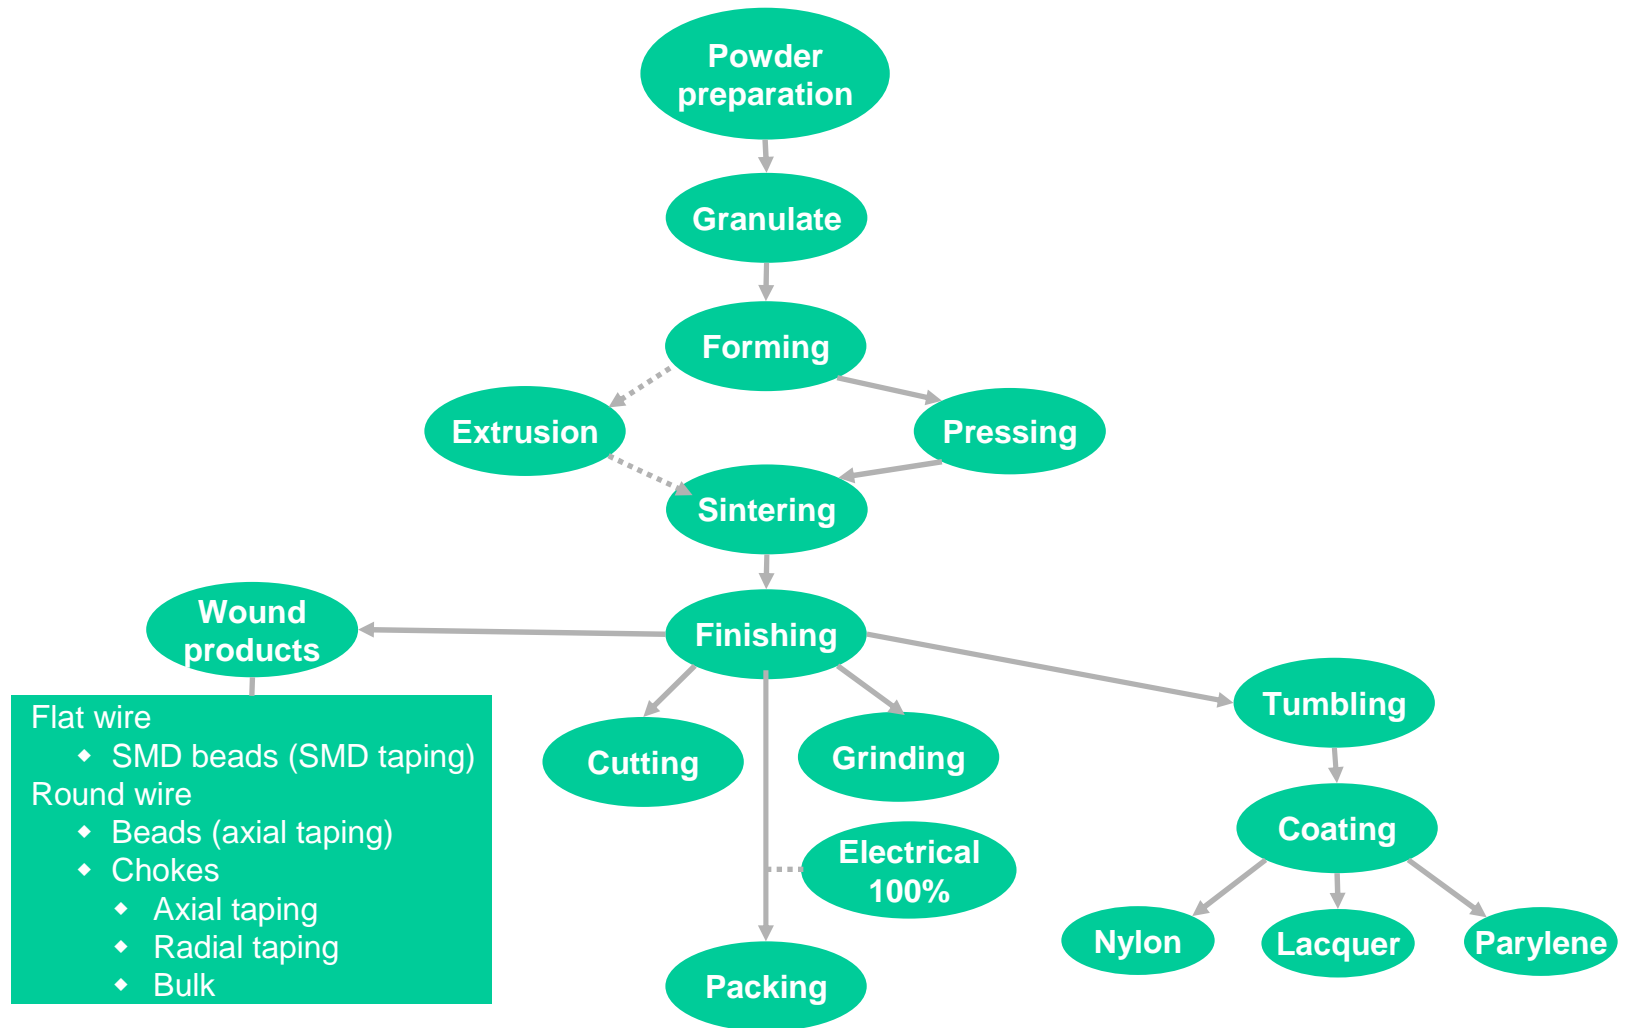 Powder
preparation
Granulate
Forming
Extrusion
Pressing
Sintering
Wound
products
Finishing
Tumbling
Flat wire
SMD beads (SMD taping)
Round wire
Beads (axial taping)
Chokes
Axial taping
Radial taping
Bulk
Cutting
Grinding
Coating
Electrical
100%
Nylon
Lacquer
Parylene
Packing